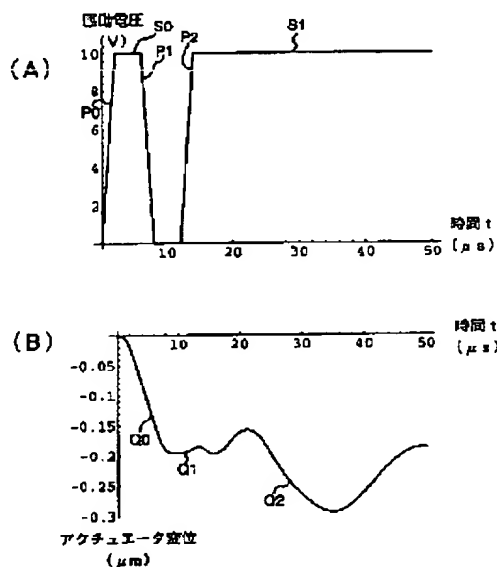 (A)
駆動電圧
(V)
S0
P1
P2
S1
P0
10
8
6
4
2
10
20
30
40
50
時間 t
(μs)
(B)
時間 t
(μs)
10
20
30
40
50
-0.05
-0.1
-0.15
-0.2
-0.25
-0.3
Q0
Q1
Q2
アクチュエータ変位
(μm)